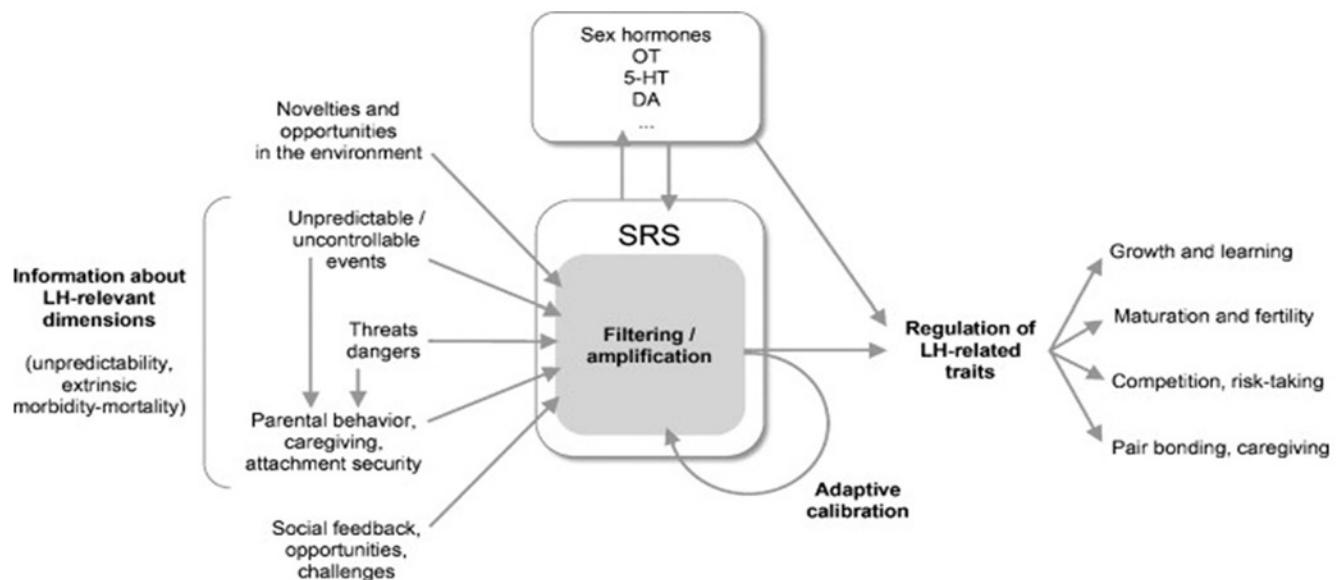 Sex hormones
OT
5-HT
DA
...
Novelties and
opportunities
in the environment
Unpredictable /
uncontrollable
events
Threats
dangers
Parental behavior,
caregiving,
attachment security
Social feedback,
opportunities,
challenges
Information about
LH-relevant
dimensions
(unpredictability,
extrinsic
morbidity-mortality)
SRS
Filtering /
amplification
Adaptive
calibration
Regulation of
LH-related
traits
Growth and learning
Maturation and fertility
Competition, risk-taking
Pair bonding, caregiving